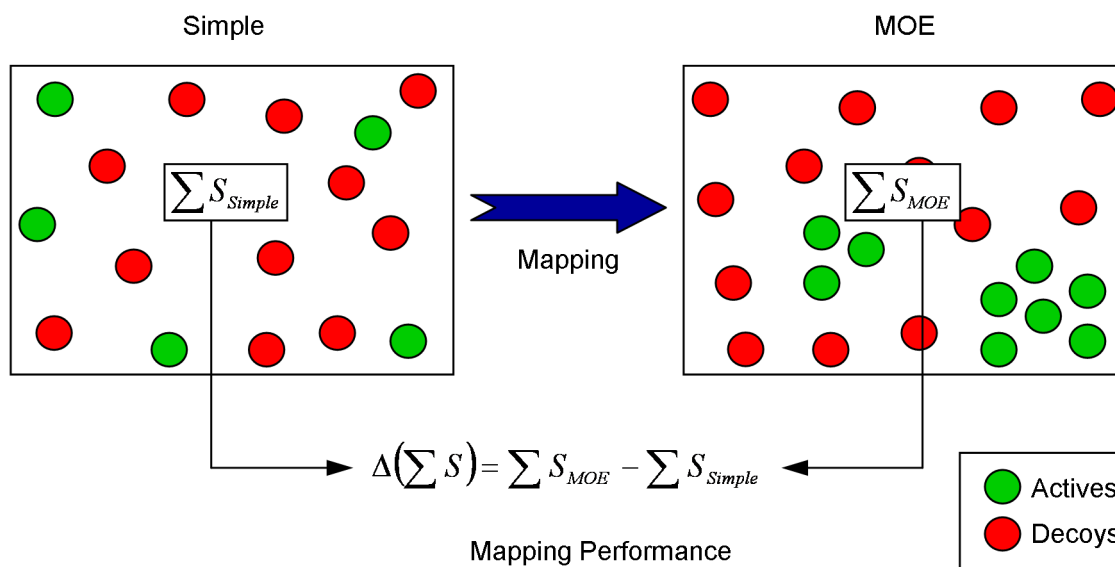 Simple
MOE
∑ S_Simple
∑ S_MOE
Mapping
Δ(∑ S) = ∑ S_MOE − ∑ S_Simple
Actives
Decoys
Mapping Performance